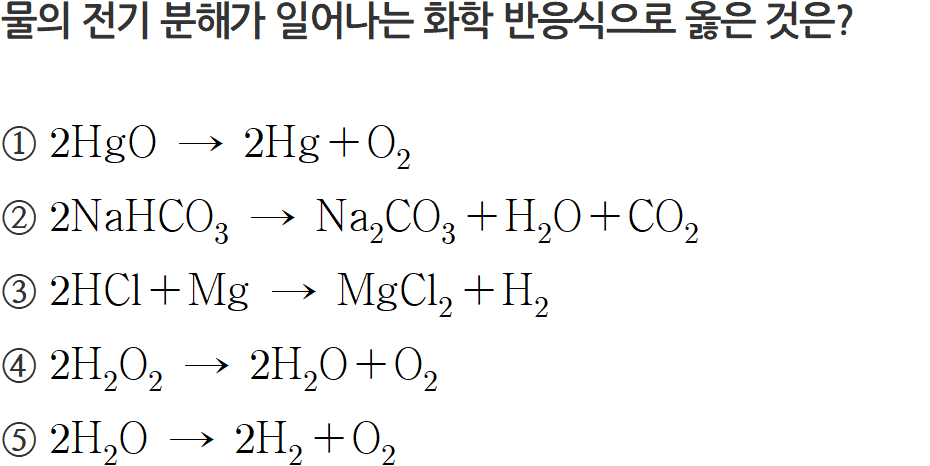 물의 전기 분해가 일어나는 화학 반응식으로 옳은 것은?
① 2HgO → 2Hg+O₂
② 2NaHCO₃ → Na₂CO₃+H₂O+CO₂
③ 2HCl+Mg → MgCl₂+H₂
④ 2H₂O₂ → 2H₂O+O₂
⑤ 2H₂O → 2H₂+O₂